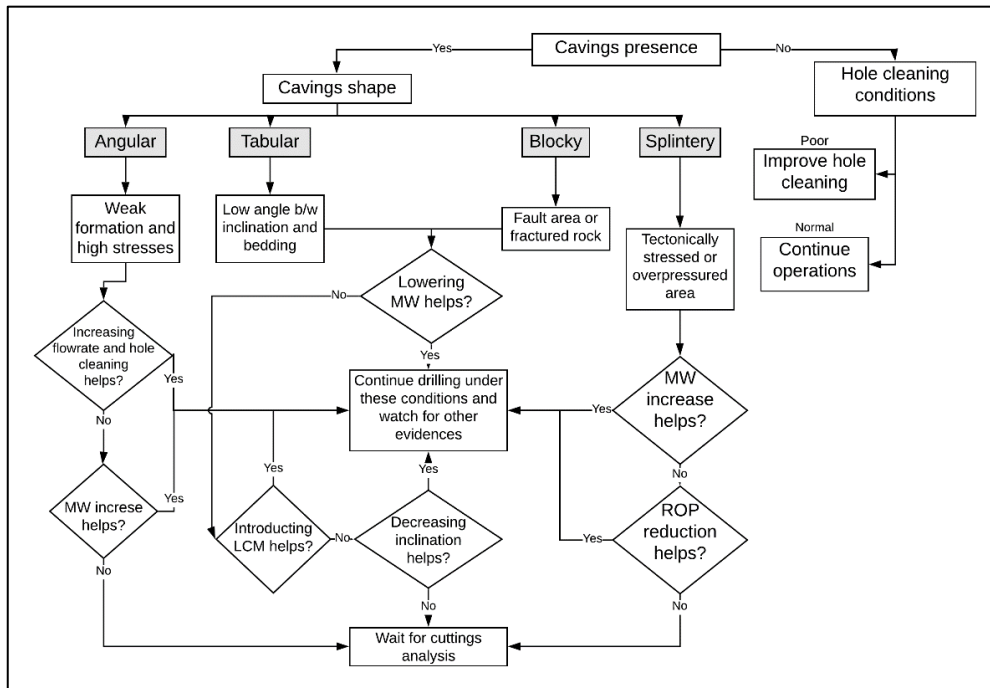 Cavings presence
Yes
No
Cavings shape
Hole cleaning
conditions
Angular
Tabular
Blocky
Splintery
Poor
Improve hole
cleaning
Normal
Continue
operations
Weak
formation and
high stresses
Low angle b/w
inclination and
bedding
Fault area or
fractured rock
Tectonically
stressed or
overpressured
area
Lowering
MW helps?
No
Yes
Increasing
flowrate and hole
cleaning
helps?
Yes
No
Continue drilling under
these conditions and
watch for other
evidences
MW
increase
helps?
Yes
No
MW increse
helps?
Yes
No
Introducting
LCM helps?
Yes
No
Decreasing
inclination
helps?
Yes
No
ROP
reduction
helps?
Yes
No
Wait for cuttings
analysis